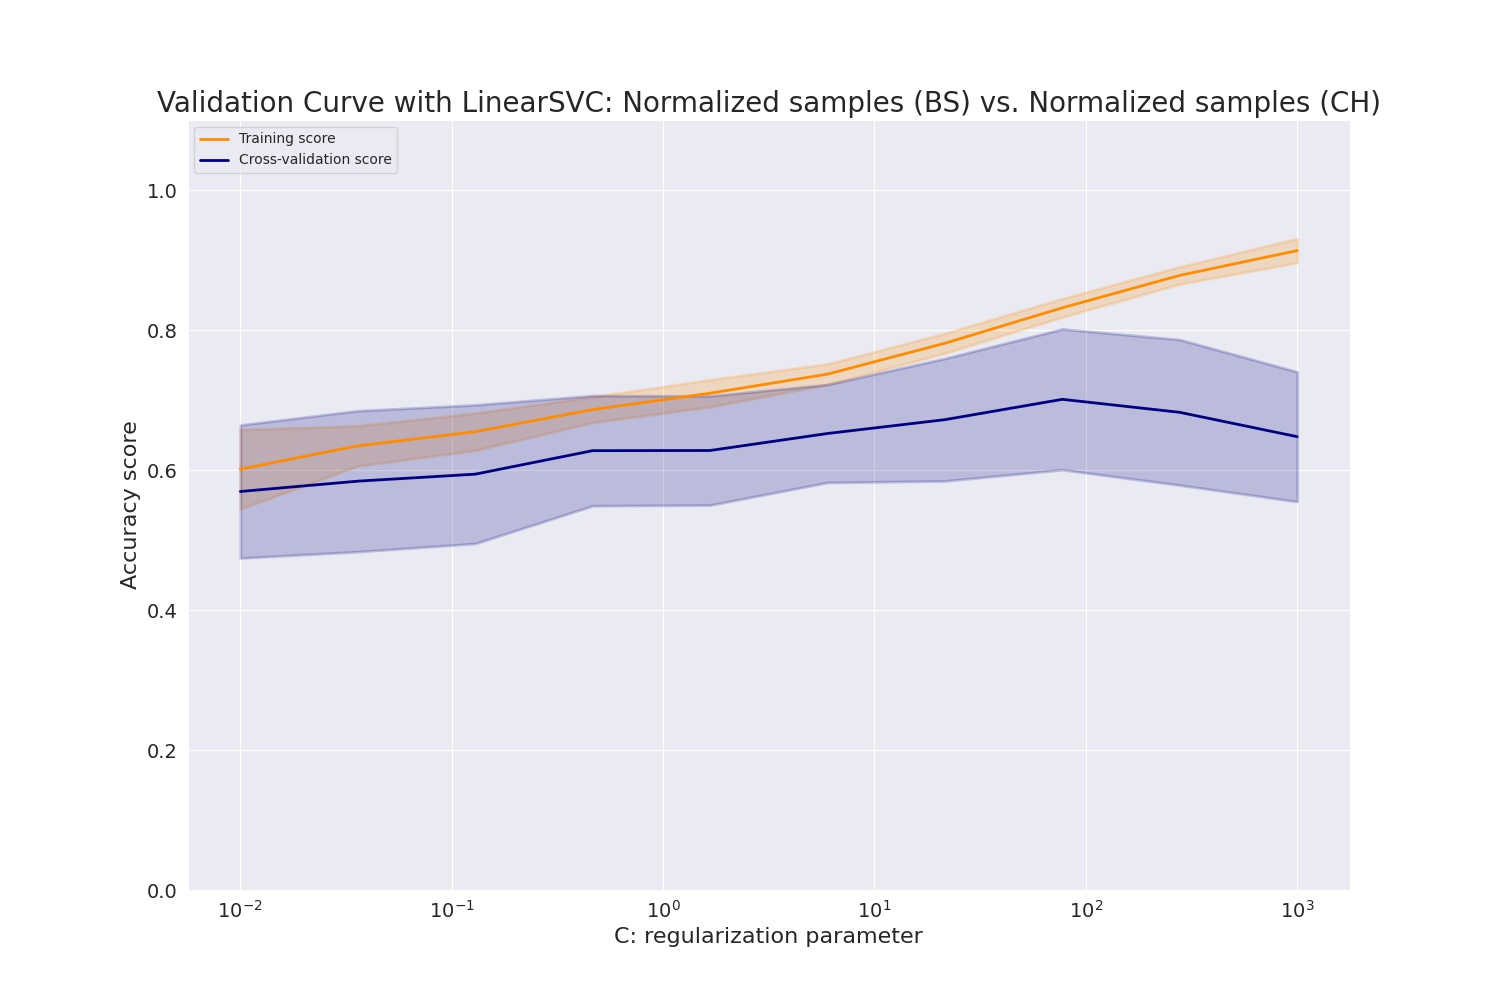 Validation Curve with LinearSVC: Normalized samples (BS) vs. Normalized samples (CH)
Training score
Cross-validation score
Accuracy score
1.0
0.8
0.6
0.4
0.2
0.0
10⁻² 10⁻¹ 10⁰ 10¹ 10² 10³
C: regularization parameter